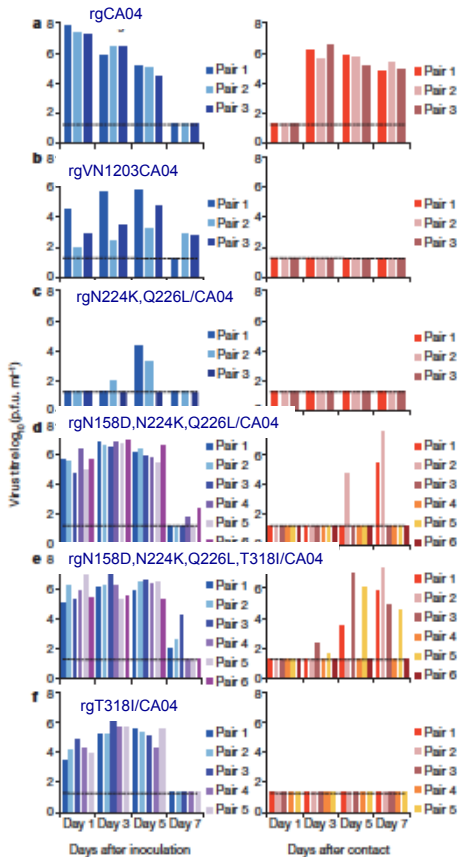 rgCA04
a 8
6
4
2
0
Pair 1
Pair 2
Pair 3
8
6
4
2
0
Pair 1
Pair 2
Pair 3
b 8
rgVN1203CA04
6
4
2
0
Pair 1
Pair 2
Pair 3
8
6
4
2
0
Pair 1
Pair 2
Pair 3
c 8
rgN224K,Q226L/CA04
6
4
2
0
Pair 1
Pair 2
Pair 3
8
6
4
2
Pair 1
Pair 2
Pair 3
Virus titre log10 (p.f.u. ml-1)
d 8
rgN158D,N224K,Q226L/CA04
6
4
2
0
Pair 1
Pair 2
Pair 3
Pair 4
Pair 5
Pair 6
6
4
2
0
Pair 1
Pair 2
Pair 3
Pair 4
Pair 5
Pair 6
e 8
rgN158D,N224K,Q226L,T318I/CA04
6
4
2
0
Pair 1
Pair 2
Pair 3
Pair 4
Pair 5
Pair 6
6
4
2
0
Pair 1
Pair 2
Pair 3
Pair 4
Pair 5
Pair 6
f 8
rgT318I/CA04
6
4
2
0
Pair 1
Pair 2
Pair 3
Pair 4
Pair 5
8
6
4
2
0
Pair 1
Pair 2
Pair 3
Pair 4
Pair 5
Day 1 Day 3 Day 5 Day 7
Day 1 Day 3 Day 5 Day 7
Days after inoculation
Days after contact